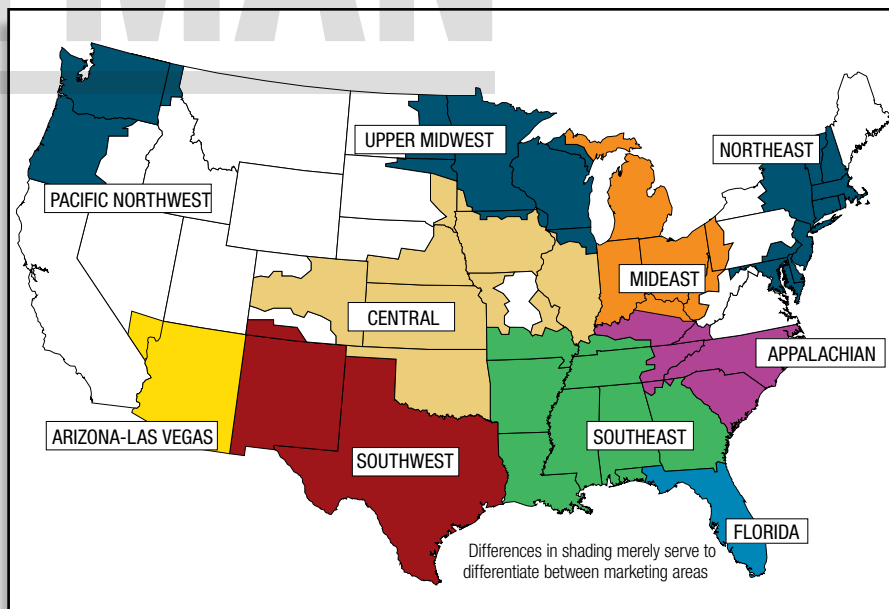 MAN
UPPER MIDWEST
NORTHEAST
PACIFIC NORTHWEST
MIDEAST
CENTRAL
APPALACHIAN
ARIZONA-LAS VEGAS
SOUTHEAST
SOUTHWEST
FLORIDA
Differences in shading merely serve to
differentiate between marketing areas